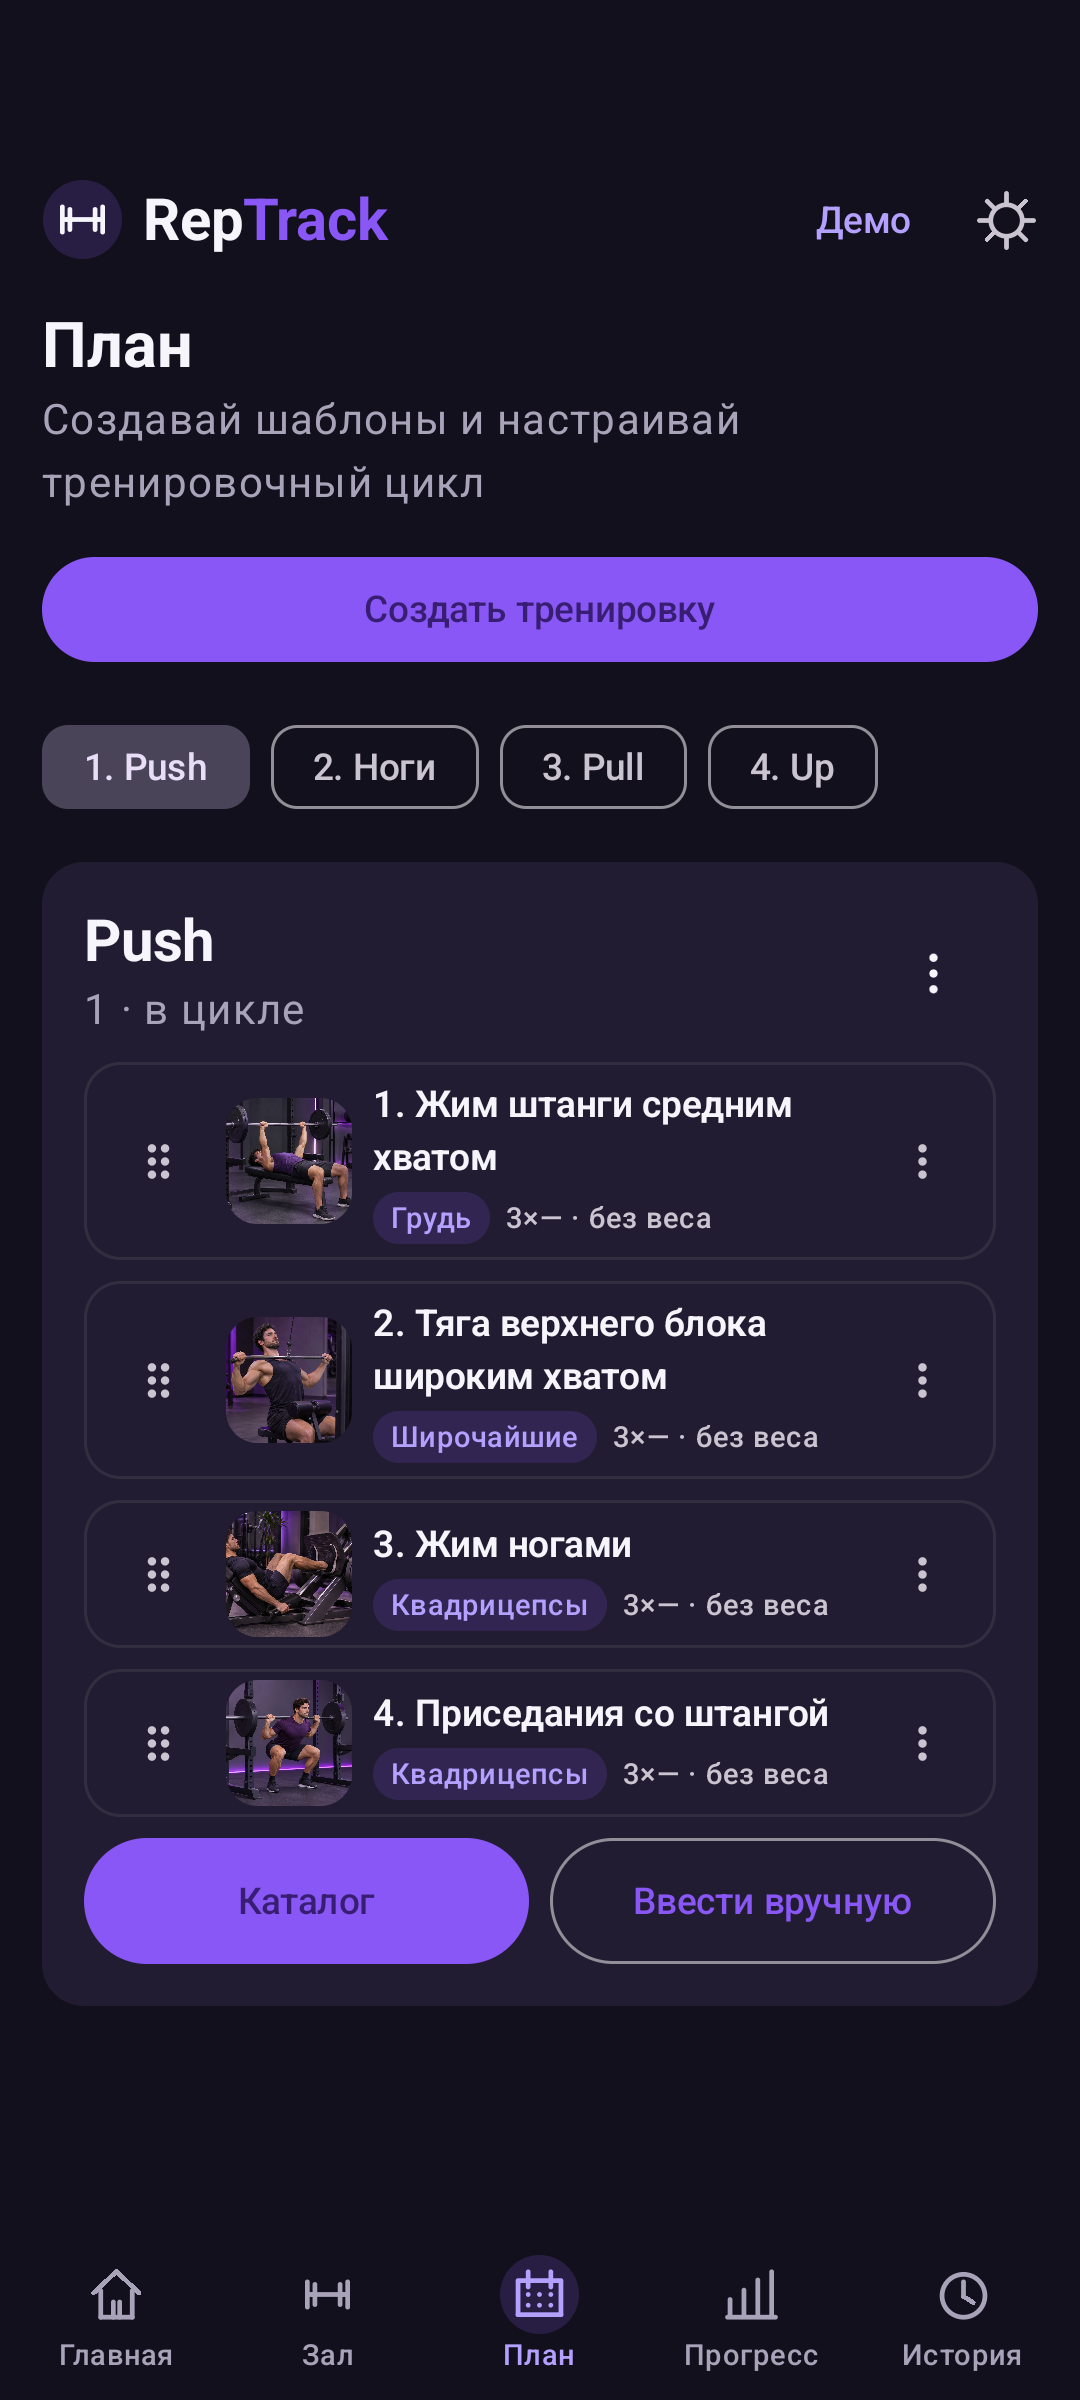 RepTrack
Демо
План
Создавай шаблоны и настраивай
тренировочный цикл
Создать тренировку
1. Push
2. Ноги
3. Pull
4. Up
Push
1 · в цикле
1. Жим штанги средним
хватом
Грудь 3×— · без веса
2. Тяга верхнего блока
широким хватом
Широчайшие 3×— · без веса
3. Жим ногами
Квадрицепсы 3×— · без веса
4. Приседания со штангой
Квадрицепсы 3×— · без веса
Каталог
Ввести вручную
Главная
Зал
План
Прогресс
История